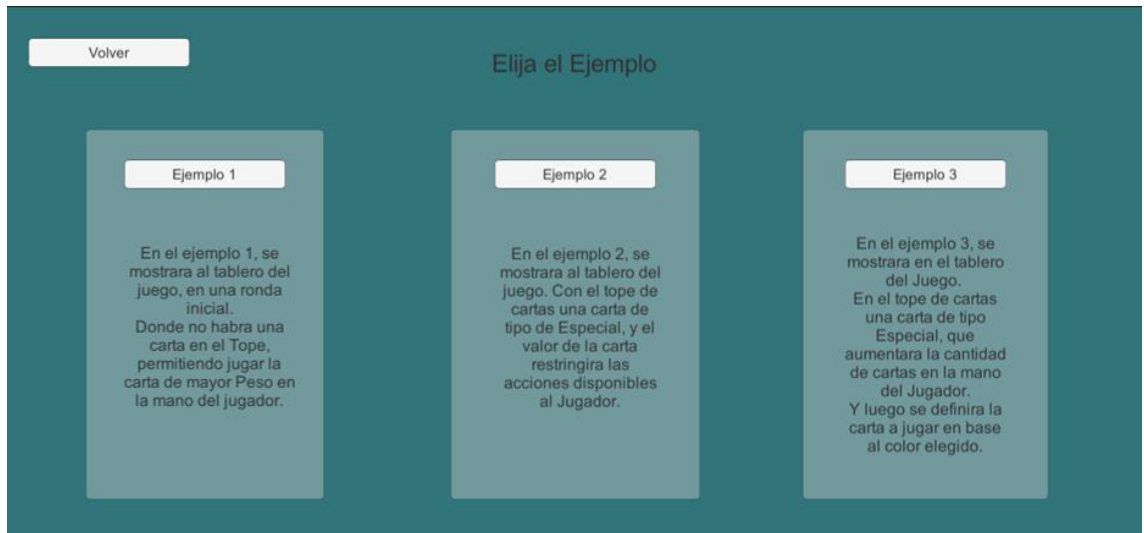 Volver
Elija el Ejemplo
Ejemplo 1
En el ejemplo 1, se
mostrara al tablero del
juego, en una ronda
inicial.
Donde no habra una
carta en el Tope,
permitiendo jugar la
carta de mayor Peso en
la mano del jugador.
Ejemplo 2
En el ejemplo 2, se
mostrara al tablero del
juego. Con el tope de
cartas una carta de
tipo de Especial, y el
valor de la carta
restringira las
acciones disponibles
al Jugador.
Ejemplo 3
En el ejemplo 3, se
mostrara en el tablero
del Juego.
En el tope de cartas
una carta de tipo
Especial, que
aumentara la cantidad
de cartas en la mano
del Jugador.
Y luego se definira la
carta a jugar en base
al color elegido.